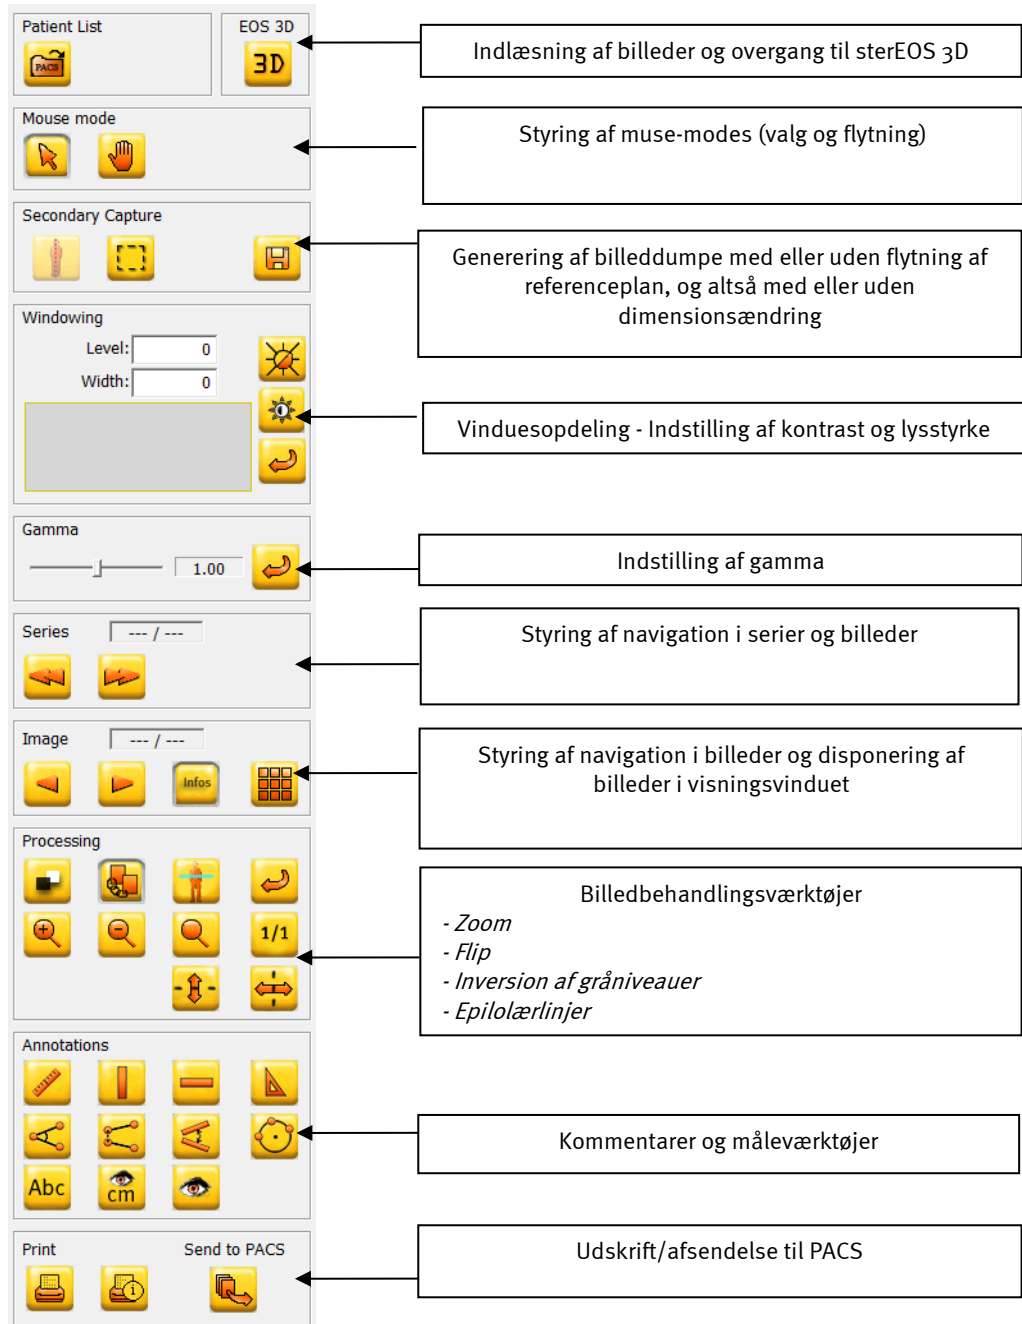 Patient List
EOS 3D
PACS
3D
Indlæsning af billeder og overgang til sterEOS 3D
Mouse mode
Styring af muse-modes (valg og flytning)
Secondary Capture
Generering af billeddumpe med eller uden flytning af
referenceplan, og altså med eller uden
dimensionsændring
Windowing
Level: 0
Width: 0
Vinduesopdeling - Indstilling af kontrast og lysstyrke
Gamma
1.00
Indstilling af gamma
Series --- / ---
Styring af navigation i serier og billeder
Image --- / ---
Infos
Styring af navigation i billeder og disponering af
billeder i visningsvinduet
Processing
1/1
Billedbehandlingsværktøjer
- Zoom
- Flip
- Inversion af gråniveauer
- Epilolærlinjer
Annotations
Abc
cm
Kommentarer og måleværktøjer
Print
Send to PACS
Udskrift/afsendelse til PACS